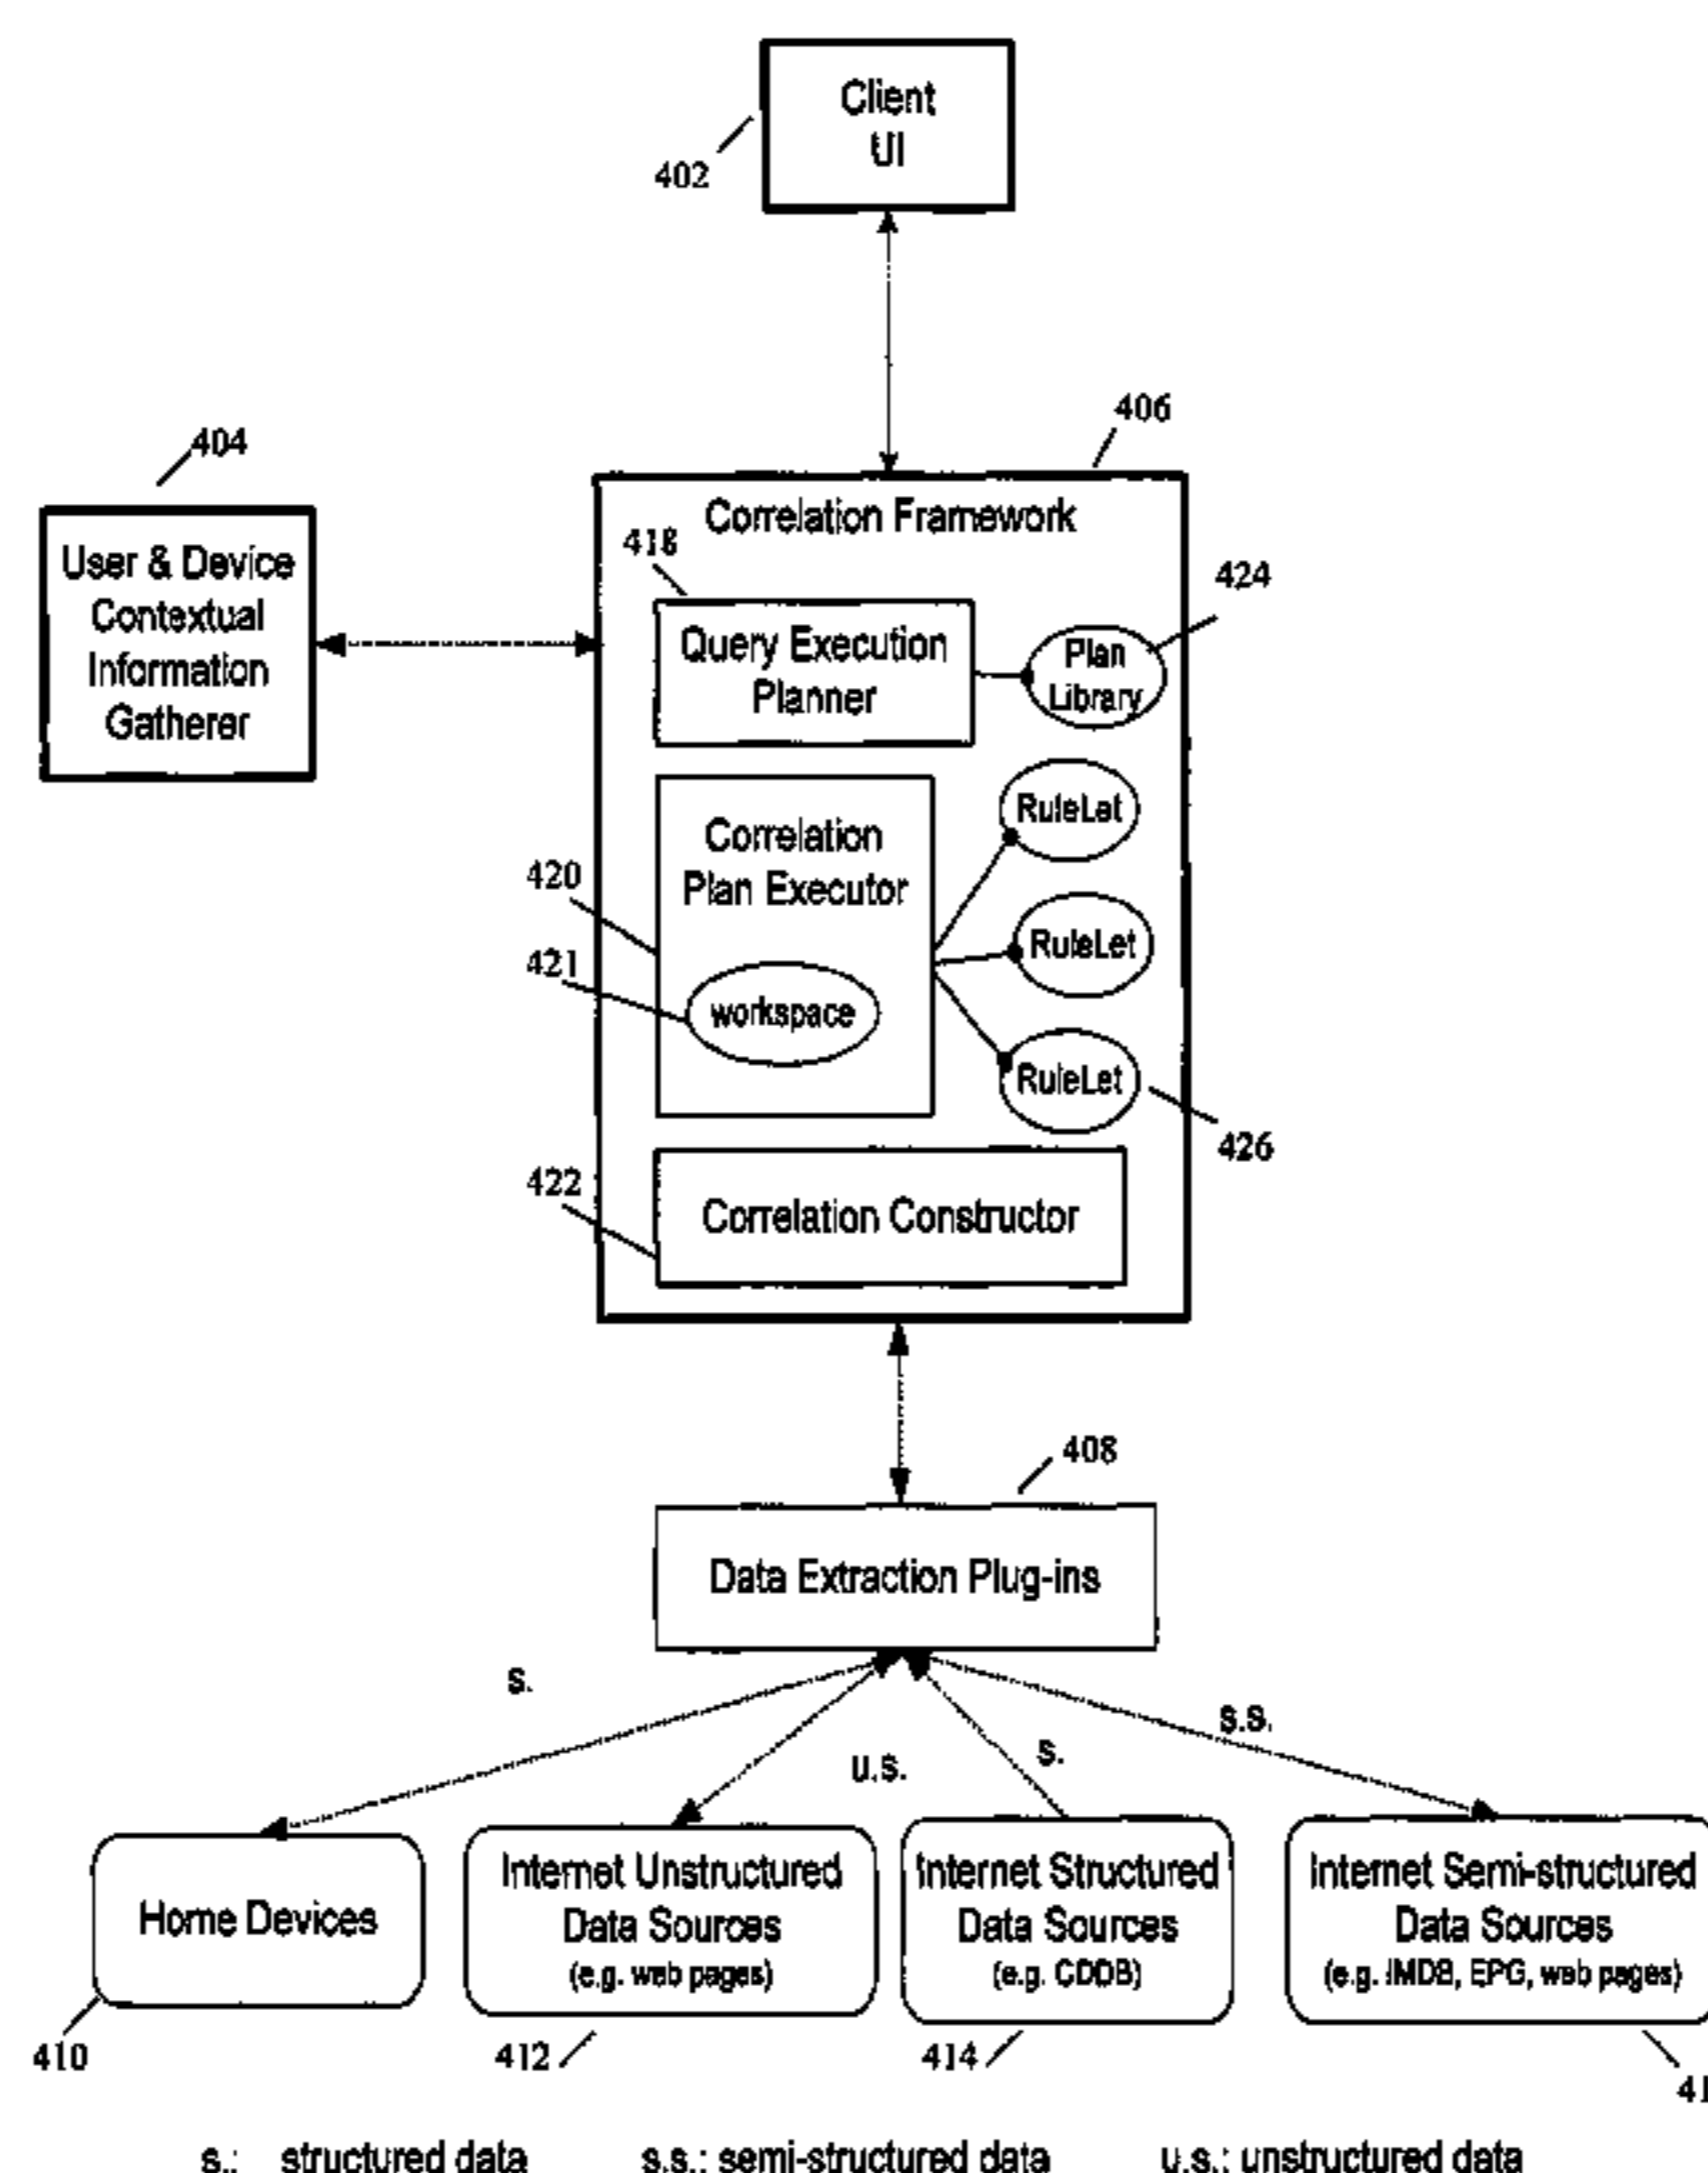 Client
UI
402
406
404
User & Device
Contextual
Information
Gatherer
Correlation Framework
418
424
Query Execution
Planner
Plan
Library
RuleLet
Correlation
Plan Executor
420
RuleLet
421
workspace
RuleLet
426
422
Correlation Constructor
408
Data Extraction Plug-ins
s.
s.s.
u.s.
s.
Home Devices
Internet Unstructured
Data Sources
(e.g. web pages)
Internet Structured
Data Sources
(e.g. CDDB)
Internet Semi-structured
Data Sources
(e.g. IMDB, EPG, web pages)
410
412
414
s.: structured data
s.s.: semi-structured data
u.s.: unstructured data